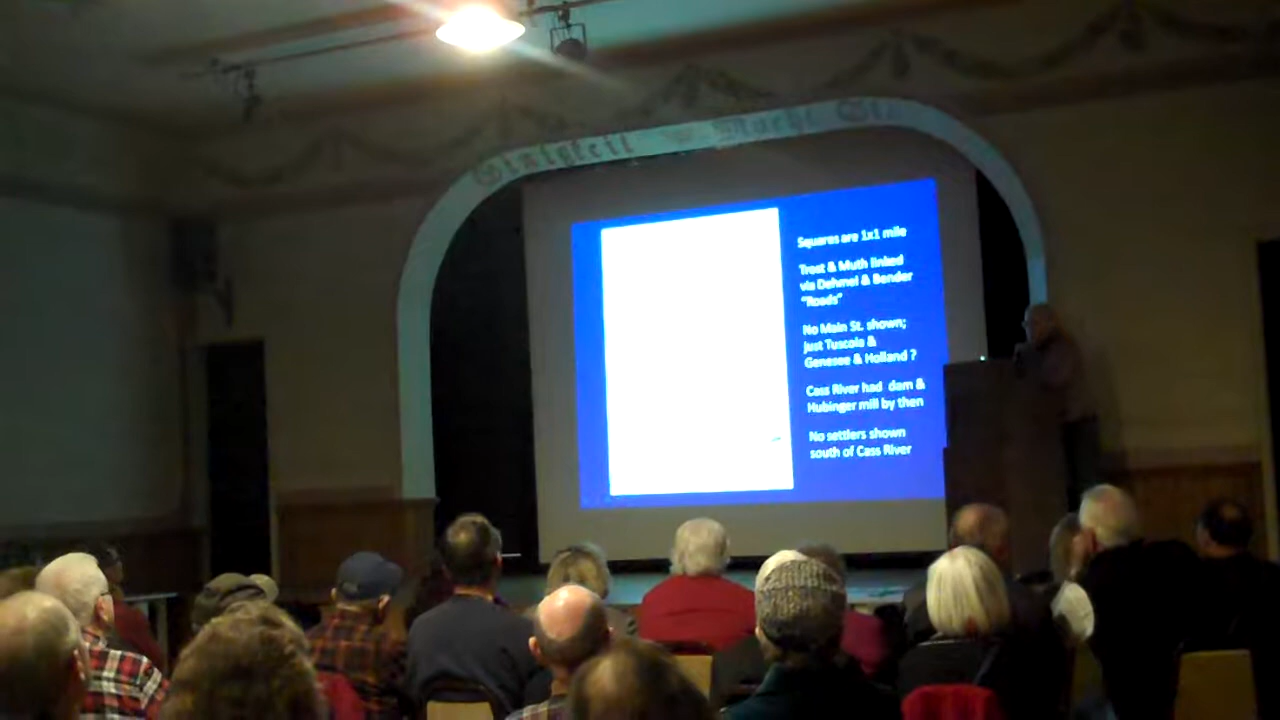 Squares are 1x1 mile
Trost & Muth linked
via Dehmel & Bender
"Roads"
No Main St. shown;
just Tuscola &
Genesee & Holland ?
Cass River had dam &
Hubinger mill by then
No settlers shown
south of Cass River